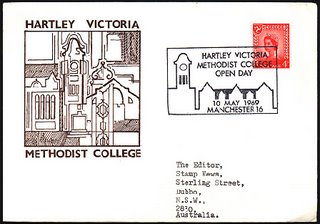 HARTLEY VICTORIA
METHODIST COLLEGE
HARTLEY VICTORIA
METHODIST COLLEGE
OPEN DAY
10 MAY 1969
MANCHESTER 16
The Editor,
Stamp News,
Sterling Street,
Dubbo,
N.S.W.,
2830,
Australia.